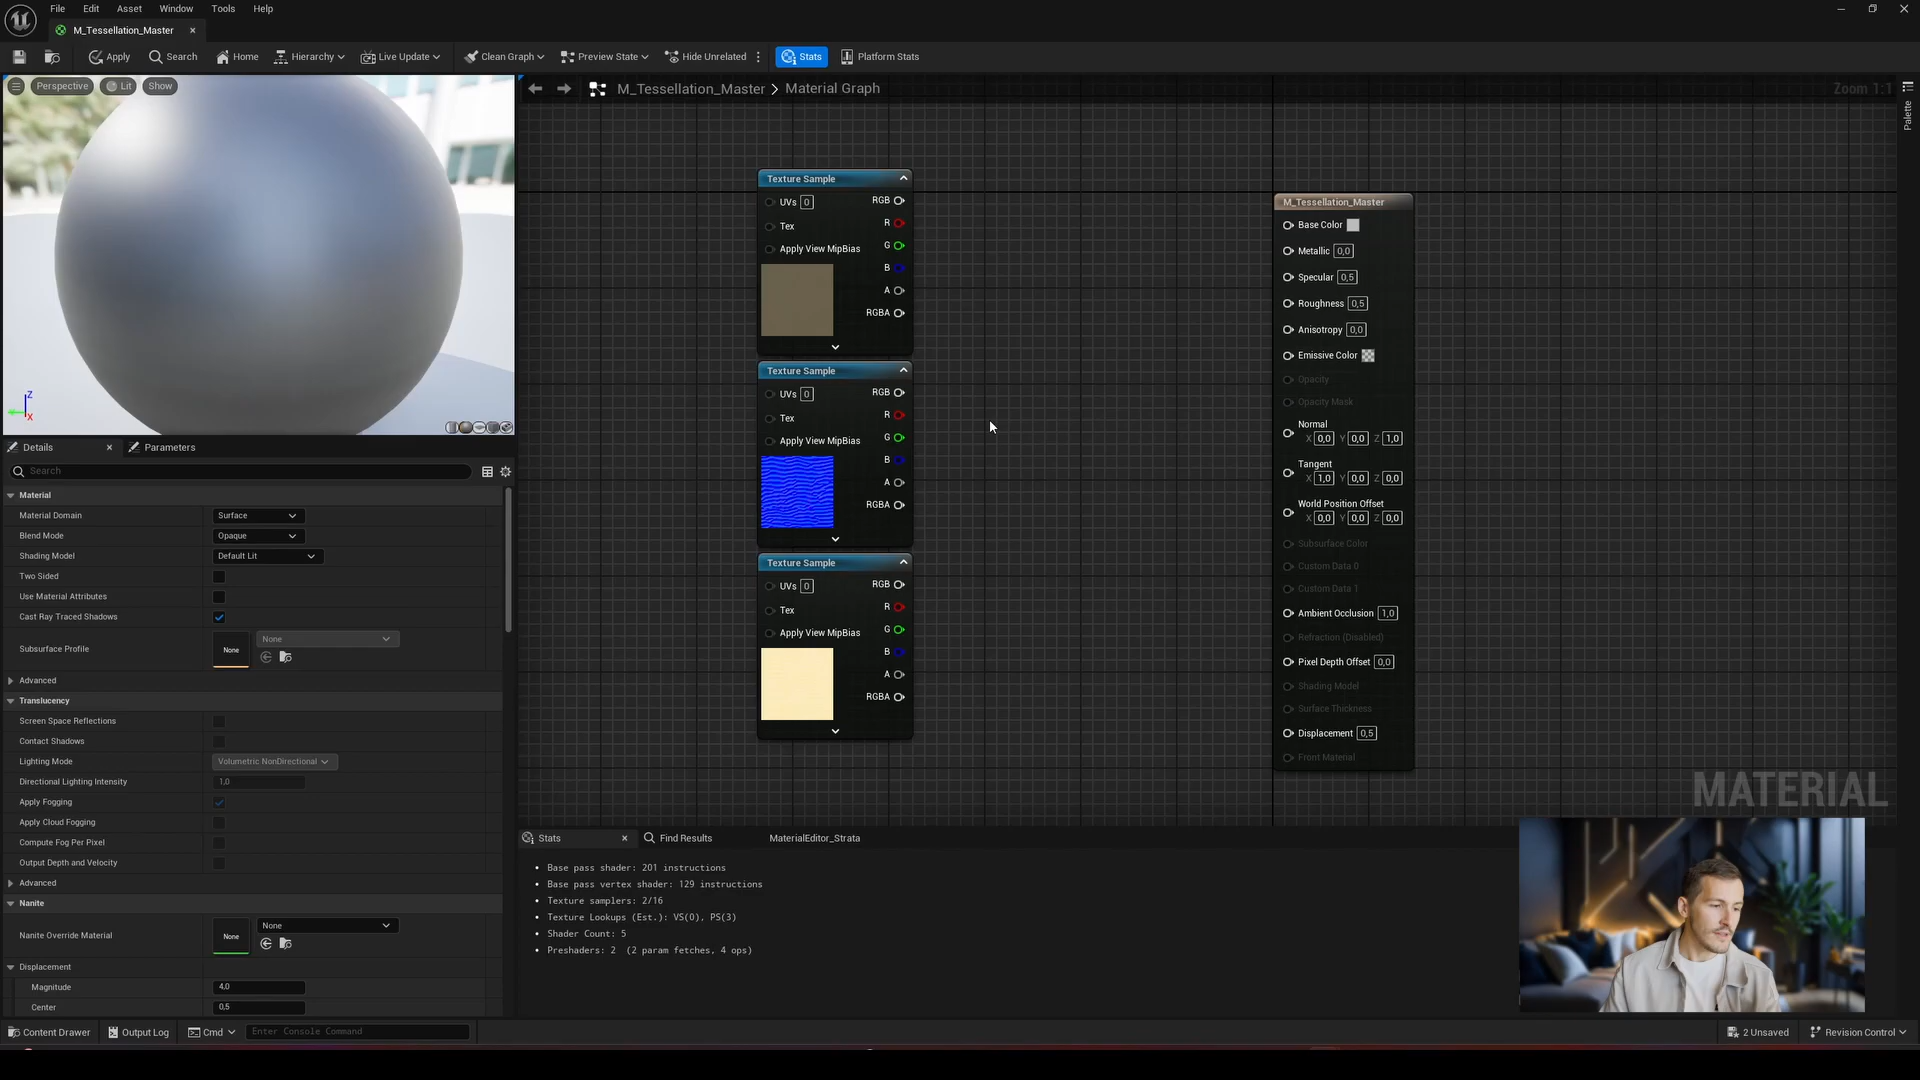 File Edit Asset Window Tools Help
M_Tessellation_Master
Apply Search Home Hierarchy Live Update Clean Graph Preview State Hide Unrelated Stats Platform Stats
Perspective Lit Show
M_Tessellation_Master > Material Graph
Zoom 1:1
Palette
Z
X
Details
Parameters
Search
Material
Material Domain Surface
Blend Mode Opaque
Shading Model Default Lit
Two Sided
Use Material Attributes
Cast Ray Traced Shadows
Subsurface Profile None None
Advanced
Translucency
Screen Space Reflections
Contact Shadows
Lighting Mode Volumetric NonDirectional
Directional Lighting Intensity 1,0
Apply Fogging
Apply Cloud Fogging
Compute Fog Per Pixel
Output Depth and Velocity
Advanced
Nanite
Nanite Override Material None None
Displacement
Magnitude 4,0
Center 0,5
Texture Sample
UVs 0 RGB
R
Tex
G
Apply View MipBias
B
A
RGBA
Texture Sample
UVs 0 RGB
R
Tex
G
Apply View MipBias
B
A
RGBA
Texture Sample
UVs 0 RGB
R
Tex
G
Apply View MipBias
B
A
RGBA
M_Tessellation_Master
Base Color
Metallic 0,0
Specular 0,5
Roughness 0,5
Anisotropy 0,0
Emissive Color
Opacity
Opacity Mask
Normal
X 0,0 Y 0,0 Z 1,0
Tangent
X 1,0 Y 0,0 Z 0,0
World Position Offset
X 0,0 Y 0,0 Z 0,0
Subsurface Color
Custom Data 0
Custom Data 1
Ambient Occlusion 1,0
Refraction (Disabled)
Pixel Depth Offset 0,0
Shading Model
Surface Thickness
Displacement 0,5
Front Material
MATERIAL
Stats Find Results MaterialEditor_Strata
Base pass shader: 201 instructions
Base pass vertex shader: 129 instructions
Texture samplers: 2/16
Texture Lookups (Est.): VS(0), PS(3)
Shader Count: 5
Preshaders: 2 (2 param fetches, 4 ops)
Content Drawer Output Log Cmd Enter Console Command
2 Unsaved Revision Control